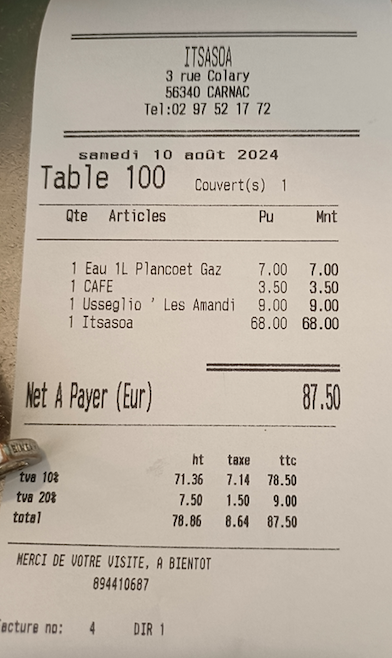 ITSASOA
3 rue Colary
56340 CARNAC
Tel:02 97 52 17 72
samedi 10 août 2024
Table 100 Couvert(s) 1
Qte Articles Pu Mnt
1 Eau 1L Plancoet Gaz 7.00 7.00
1 CAFE 3.50 3.50
1 Usseglio ' Les Amandi 9.00 9.00
1 Itsasoa 68.00 68.00
Net A Payer (Eur) 87.50
ht taxe ttc
tva 10% 71.36 7.14 78.50
tva 20% 7.50 1.50 9.00
total 78.86 8.64 87.50
MERCI DE VOTRE VISITE, A BIENTOT
894410687
acture no: 4 DIR 1